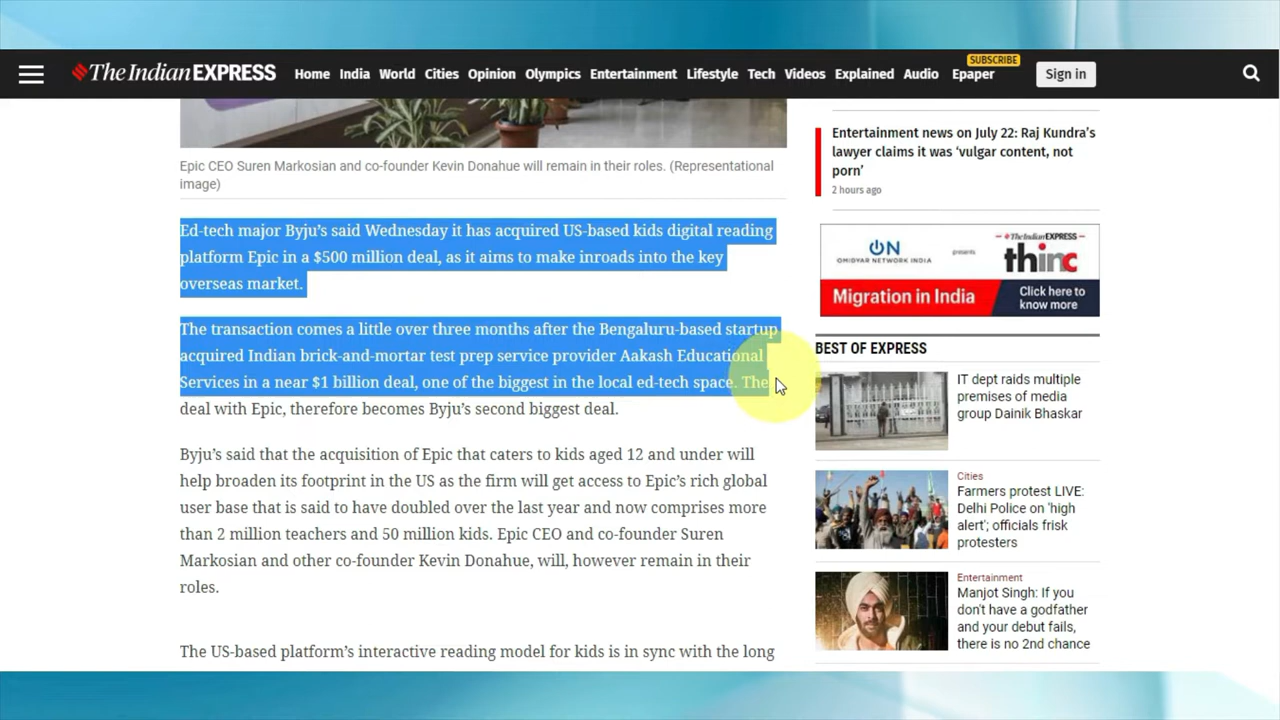 The Indian EXPRESS
Home India World Cities Opinion Olympics Entertainment Lifestyle Tech Videos Explained Audio Epaper
SUBSCRIBE
Sign in
Epic CEO Suren Markosian and co-founder Kevin Donahue will remain in their roles. (Representational
image)
Ed-tech major Byju’s said Wednesday it has acquired US-based kids digital reading
platform Epic in a $500 million deal, as it aims to make inroads into the key
overseas market.
The transaction comes a little over three months after the Bengaluru-based startup
acquired Indian brick-and-mortar test prep service provider Aakash Educational
Services in a near $1 billion deal, one of the biggest in the local ed-tech space. The
deal with Epic, therefore becomes Byju’s second biggest deal.
Byju’s said that the acquisition of Epic that caters to kids aged 12 and under will
help broaden its footprint in the US as the firm will get access to Epic’s rich global
user base that is said to have doubled over the last year and now comprises more
than 2 million teachers and 50 million kids. Epic CEO and co-founder Suren
Markosian and other co-founder Kevin Donahue, will, however remain in their
roles.
The US-based platform’s interactive reading model for kids is in sync with the long
Entertainment news on July 22: Raj Kundra’s
lawyer claims it was ‘vulgar content, not
porn’
2 hours ago
ON
OMIDYAR NETWORK INDIA
presents
The Indian EXPRESS
thinc
Migration in India
Click here to
know more
BEST OF EXPRESS
IT dept raids multiple
premises of media
group Dainik Bhaskar
Cities
Farmers protest LIVE:
Delhi Police on 'high
alert'; officials frisk
protesters
Entertainment
Manjot Singh: If you
don't have a godfather
and your debut fails,
there is no 2nd chance